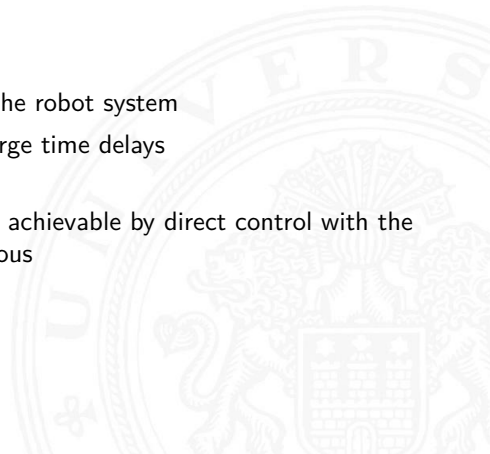 he robot system
rge time delays
achievable by direct control with the
ous
U N I V E R S